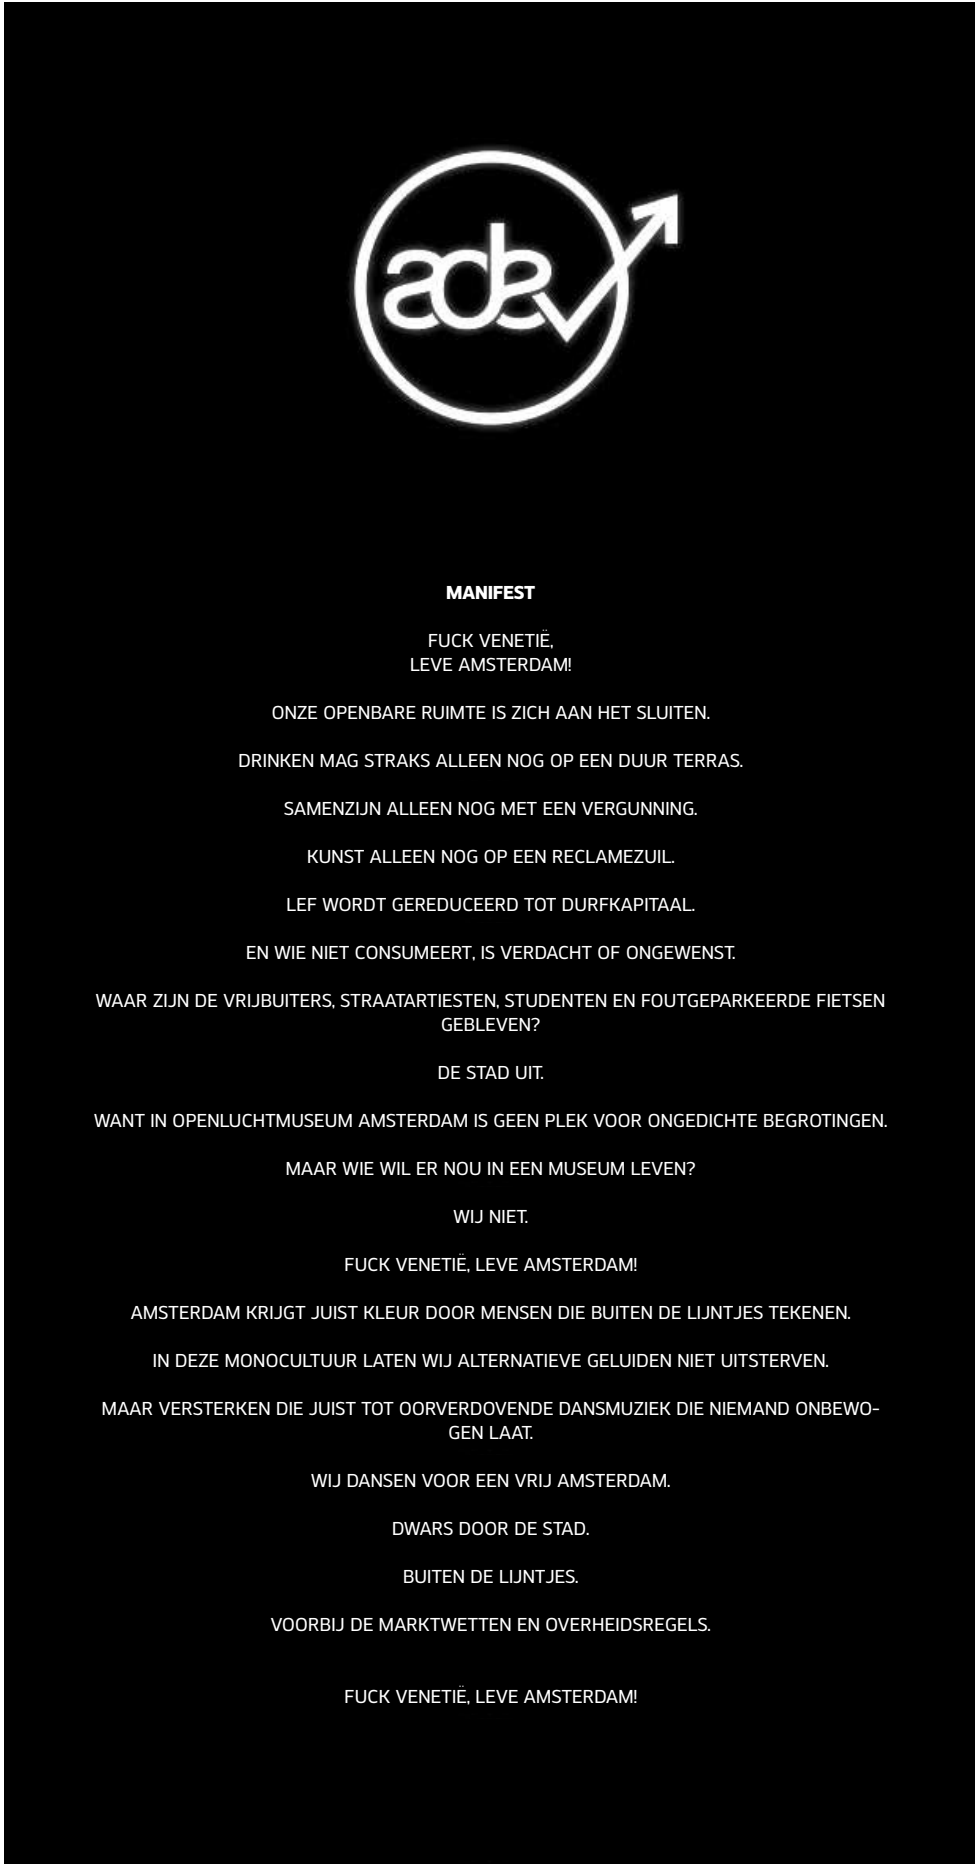 adev
MANIFEST
FUCK VENETIË,
LEVE AMSTERDAM!
ONZE OPENBARE RUIMTE IS ZICH AAN HET SLUITEN.
DRINKEN MAG STRAKS ALLEEN NOG OP EEN DUUR TERRAS.
SAMENZIJN ALLEEN NOG MET EEN VERGUNNING.
KUNST ALLEEN NOG OP EEN RECLAMEZUIL.
LEF WORDT GEREDUCEERD TOT DURFKAPITAAL.
EN WIE NIET CONSUMEERT, IS VERDACHT OF ONGEWENST.
WAAR ZIJN DE VRIJBUITERS, STRAATARTIESTEN, STUDENTEN EN FOUTGEPARKEERDE FIETSEN
GEBLEVEN?
DE STAD UIT.
WANT IN OPENLUCHTMUSEUM AMSTERDAM IS GEEN PLEK VOOR ONGEDICHTE BEGROTINGEN.
MAAR WIE WIL ER NOU IN EEN MUSEUM LEVEN?
WIJ NIET.
FUCK VENETIË, LEVE AMSTERDAM!
AMSTERDAM KRIJGT JUIST KLEUR DOOR MENSEN DIE BUITEN DE LIJNTJES TEKENEN.
IN DEZE MONOCULTUUR LATEN WIJ ALTERNATIEVE GELUIDEN NIET UITSTERVEN.
MAAR VERSTERKEN DIE JUIST TOT OORVERDOVENDE DANSMUZIEK DIE NIEMAND ONBEWO-
GEN LAAT.
WIJ DANSEN VOOR EEN VRIJ AMSTERDAM.
DWARS DOOR DE STAD.
BUITEN DE LIJNTJES.
VOORBIJ DE MARKTWETTEN EN OVERHEIDSREGELS.
FUCK VENETIË, LEVE AMSTERDAM!